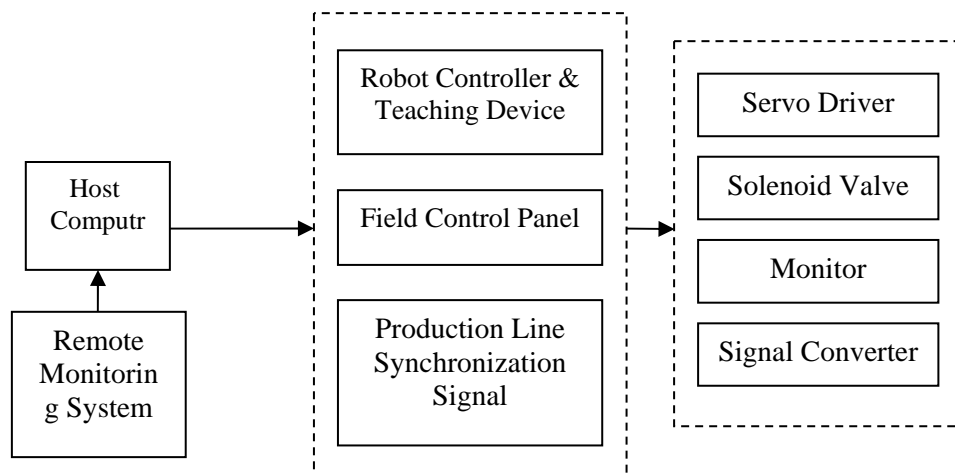 Host
Computr
Remote
Monitorin
g System
Robot Controller &
Teaching Device
Field Control Panel
Production Line
Synchronization
Signal
Servo Driver
Solenoid Valve
Monitor
Signal Converter